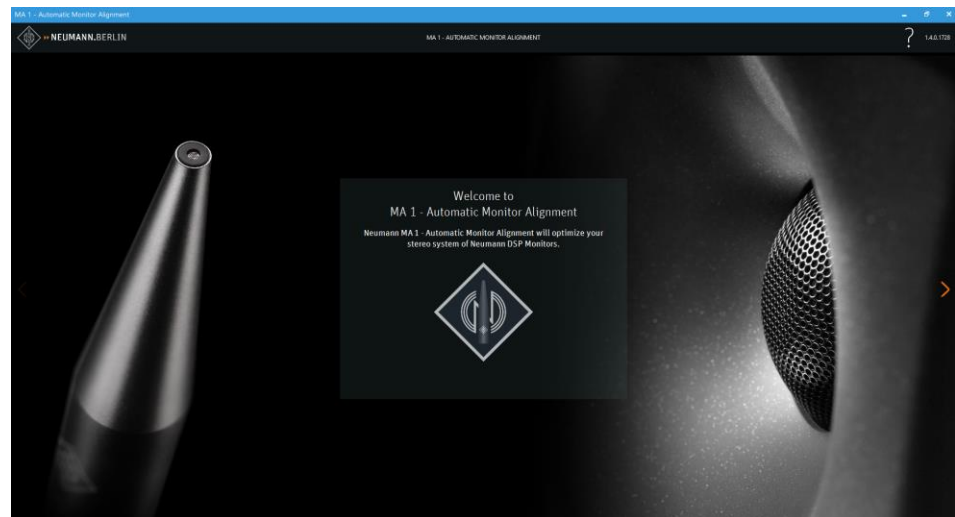 MA 1 - Automatic Monitor Alignment
NEUMANN.BERLIN
MA 1 - AUTOMATIC MONITOR ALIGNMENT
?
1.4.0.1728
Welcome to
MA 1 - Automatic Monitor Alignment
Neumann MA 1 - Automatic Monitor Alignment will optimize your
stereo system of Neumann DSP Monitors.